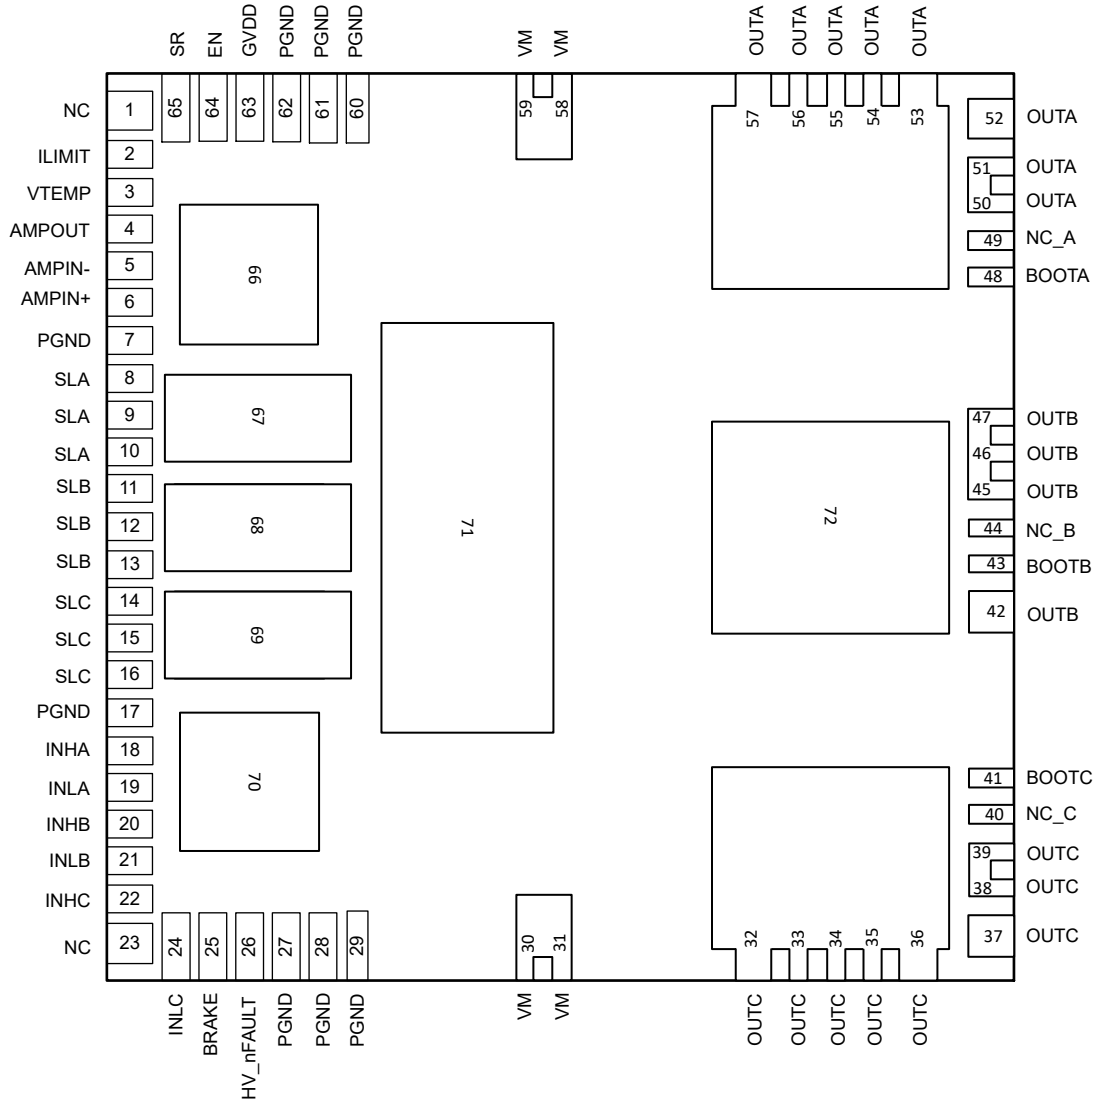 SR EN GVDD PGND PGND PGND VM VM OUTA OUTA OUTA OUTA OUTA
65 64 63 62 61 60 59 58 57 56 55 54 53
NC 1
ILIMIT 2
VTEMP 3
AMPOUT 4
AMPIN- 5
AMPIN+ 6
PGND 7
SLA 8
SLA 9
SLA 10
SLB 11
SLB 12
SLB 13
SLC 14
SLC 15
SLC 16
PGND 17
INHA 18
INLA 19
INHB 20
INLB 21
INHC 22
NC 23
66
67
68
69
70
71
72
52 OUTA
51 OUTA
50 OUTA
49 NC_A
48 BOOTA
47 OUTB
46 OUTB
45 OUTB
44 NC_B
43 BOOTB
42 OUTB
41 BOOTC
40 NC_C
39 OUTC
38 OUTC
37 OUTC
24 25 26 27 28 29 30 31 32 33 34 35 36
INLC BRAKE HV_nFAULT PGND PGND PGND VM VM OUTC OUTC OUTC OUTC OUTC